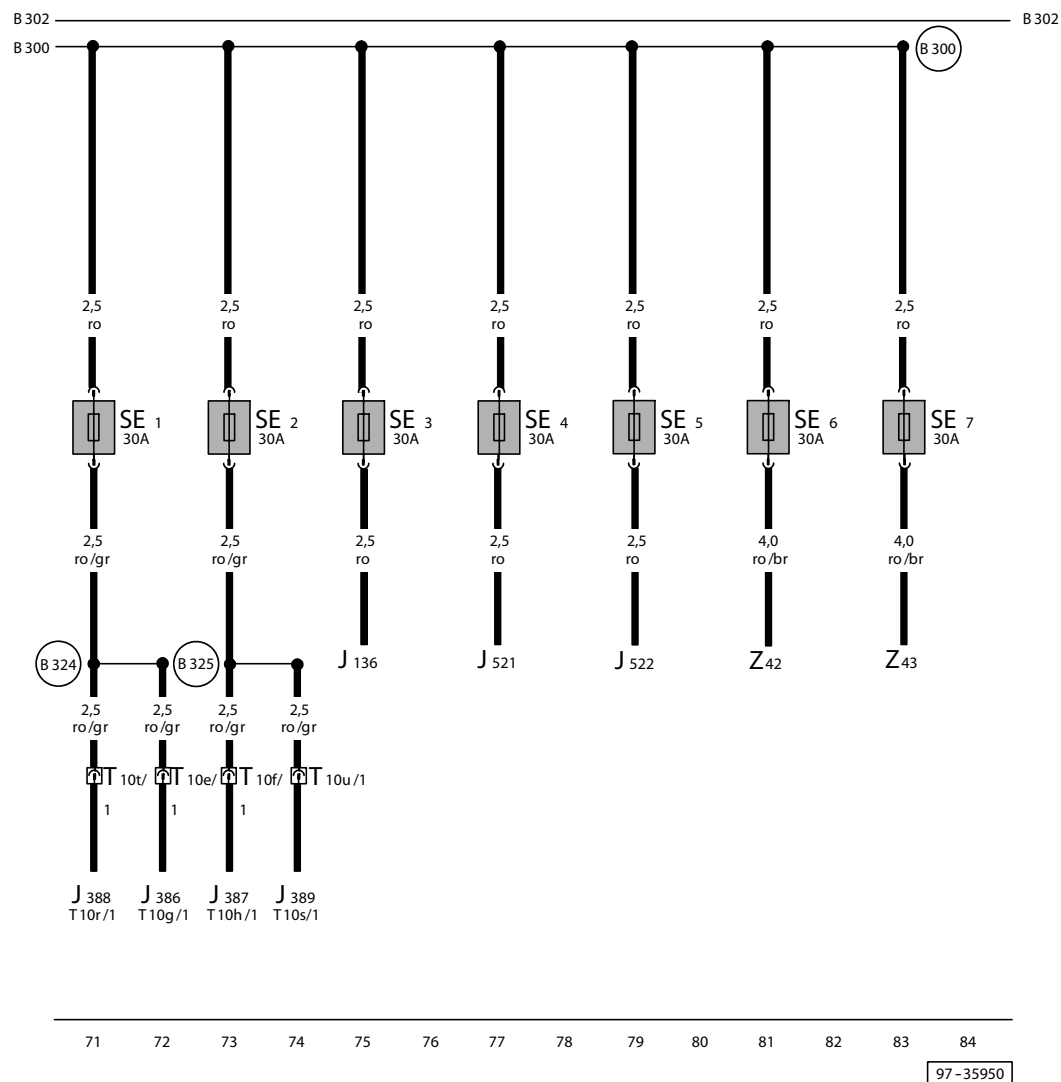 B 302 B 302
B 300 B 300
2,5 2,5 2,5 2,5 2,5 2,5 2,5
ro ro ro ro ro ro ro
SE 1 SE 2 SE 3 SE 4 SE 5 SE 6 SE 7
30A 30A 30A 30A 30A 30A 30A
2,5 2,5 2,5 2,5 2,5 4,0 4,0
ro/gr ro/gr ro ro ro ro/br ro/br
B 324 B 325 J 136 J 521 J 522 Z 42 Z 43
2,5 2,5 2,5 2,5
ro/gr ro/gr ro/gr ro/gr
T 10t/ T 10e/ T 10f/ T 10u/1
1 1 1
J 388 J 386 J 387 J 389
T10r/1 T10g/1 T10h/1 T10s/1
71 72 73 74 75 76 77 78 79 80 81 82 83 84
97-35950